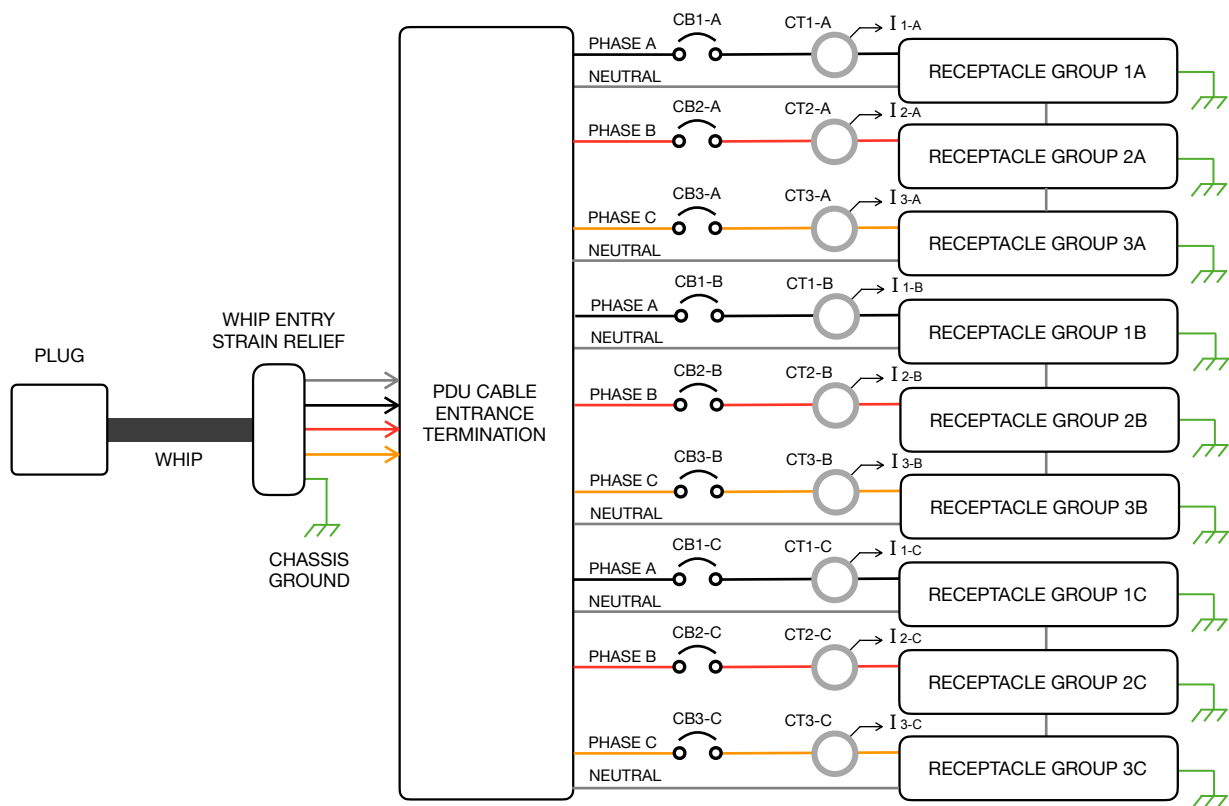 PLUG
WHIP
WHIP ENTRY
STRAIN RELIEF
CHASSIS
GROUND
PDU CABLE
ENTRANCE
TERMINATION
PHASE A
CB1-A
CT1-A
I 1-A
NEUTRAL
RECEPTACLE GROUP 1A
PHASE B
CB2-A
CT2-A
I 2-A
RECEPTACLE GROUP 2A
PHASE C
CB3-A
CT3-A
I 3-A
NEUTRAL
RECEPTACLE GROUP 3A
PHASE A
CB1-B
CT1-B
I 1-B
NEUTRAL
RECEPTACLE GROUP 1B
PHASE B
CB2-B
CT2-B
I 2-B
RECEPTACLE GROUP 2B
PHASE C
CB3-B
CT3-B
I 3-B
NEUTRAL
RECEPTACLE GROUP 3B
PHASE A
CB1-C
CT1-C
I 1-C
NEUTRAL
RECEPTACLE GROUP 1C
PHASE B
CB2-C
CT2-C
I 2-C
RECEPTACLE GROUP 2C
PHASE C
CB3-C
CT3-C
I 3-C
NEUTRAL
RECEPTACLE GROUP 3C